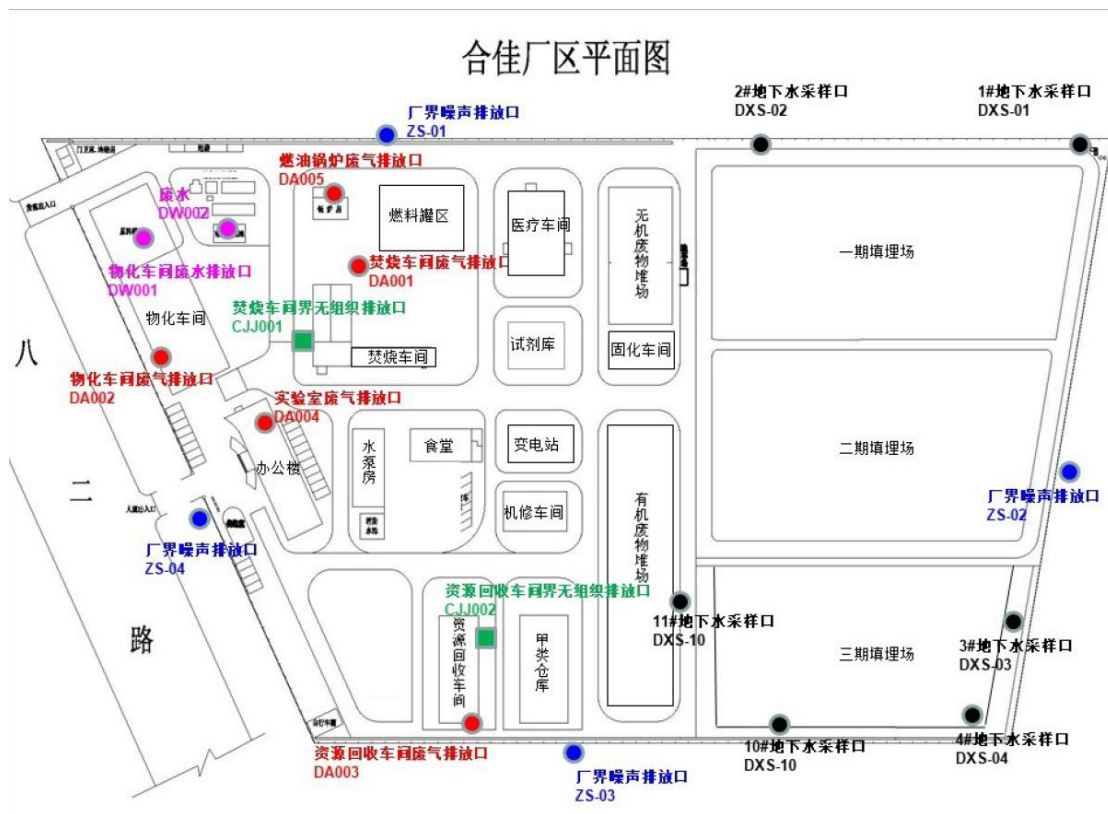 合佳厂区平面图
2#地下水采样口
DXS-02
1#地下水采样口
DXS-01
厂界噪声排放口
ZS-01
燃油锅炉废气排放口
DA005
废水
DW002
锅炉房
燃料罐区
医疗车间
无机废物堆场
一期填埋场
焚烧车间废气排放口
DA001
物化车间废水排放口
DW001
焚烧车间界无组织排放口
CJJ001
物化车间
八
二
路
试剂库
固化车间
焚烧车间
物化车间废气排放口
DA002
实验室废气排放口
DA004
办公楼
水泵房
食堂
变电站
二期填埋场
机修车间
有机废物堆场
厂界噪声排放口
ZS-02
人流出入口
厂界噪声排放口
ZS-04
资源回收车间界无组织排放口
CJJ002
资源回收车间
甲类仓库
11#地下水采样口
DXS-10
三期填埋场
3#地下水采样口
DXS-03
自行车棚
资源回收车间废气排放口
DA003
厂界噪声排放口
ZS-03
10#地下水采样口
DXS-10
4#地下水采样口
DXS-04